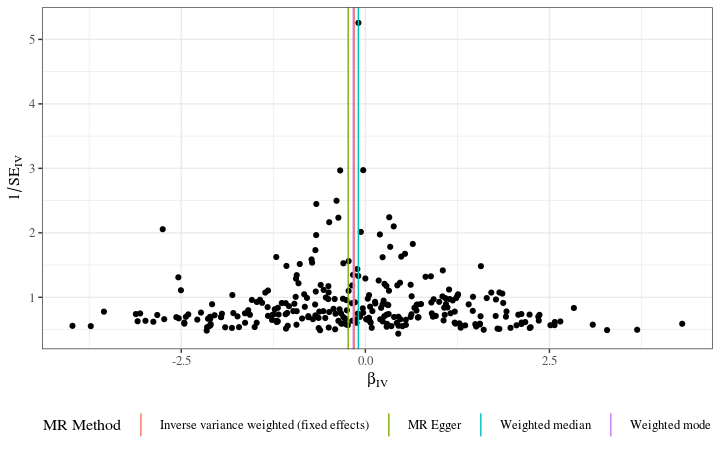 5
4
3
2
1
1/SE_IV
-2.5
0.0
2.5
β_IV
MR Method
Inverse variance weighted (fixed effects)
MR Egger
Weighted median
Weighted mode